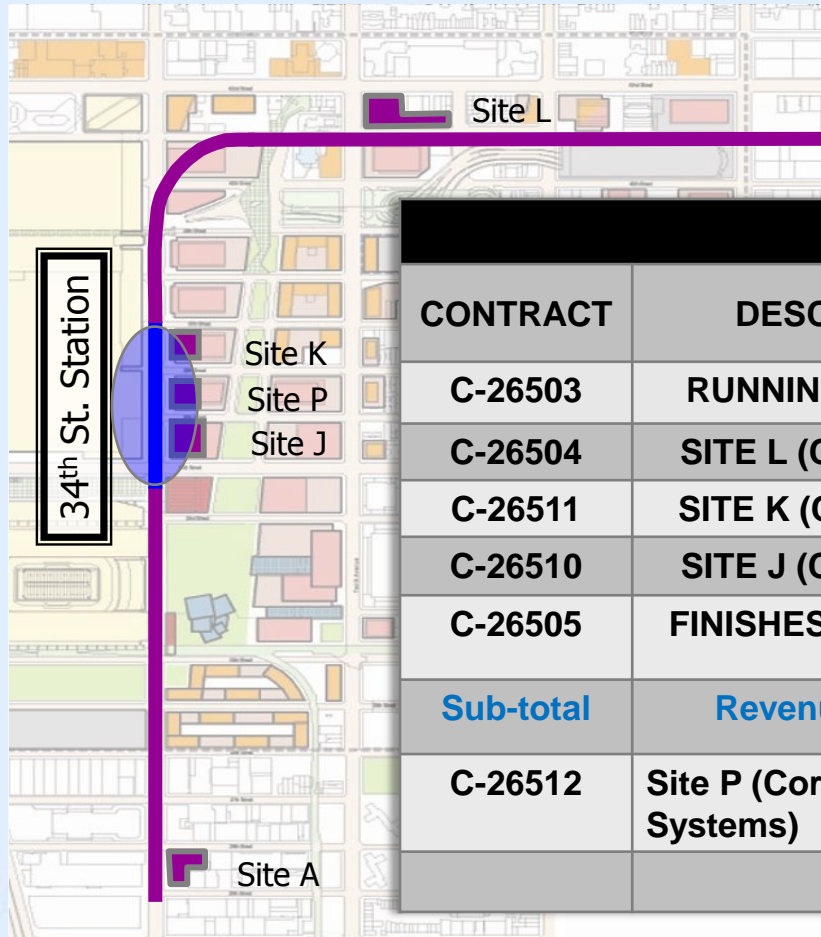 Site L
34th St. Station
Site K
Site P
Site J
Site A
CONTRACT DESC
C-26503 RUNNIN
C-26504 SITE L (C
C-26511 SITE K (C
C-26510 SITE J (C
C-26505 FINISHES
Sub-total Revenu
C-26512 Site P (Cor
Systems)